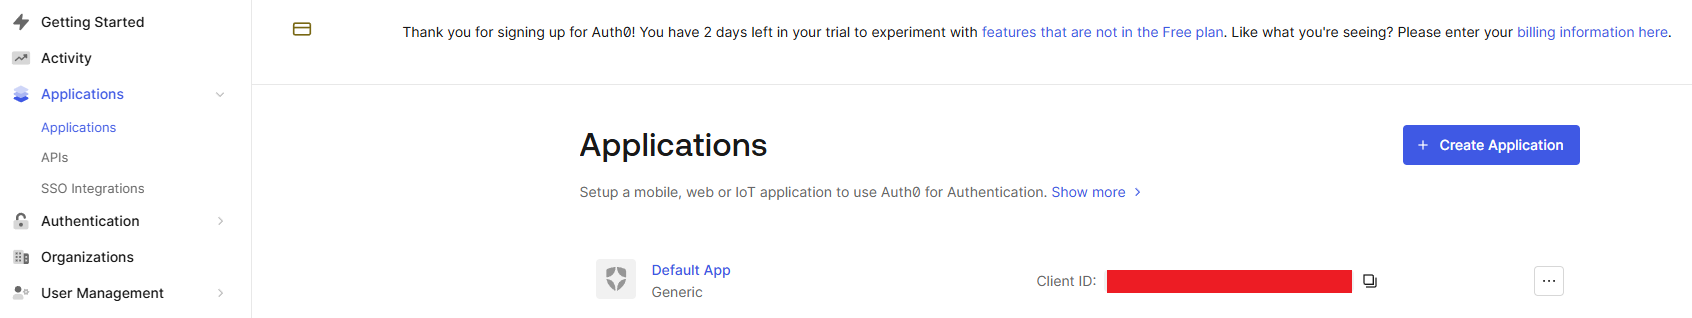 Getting Started
Activity
Applications
Applications
APIs
SSO Integrations
Authentication
Organizations
User Management
Thank you for signing up for Auth0! You have 2 days left in your trial to experiment with features that are not in the Free plan. Like what you're seeing? Please enter your billing information here.
Applications
+ Create Application
Setup a mobile, web or IoT application to use Auth0 for Authentication. Show more >
Default App
Generic
Client ID: